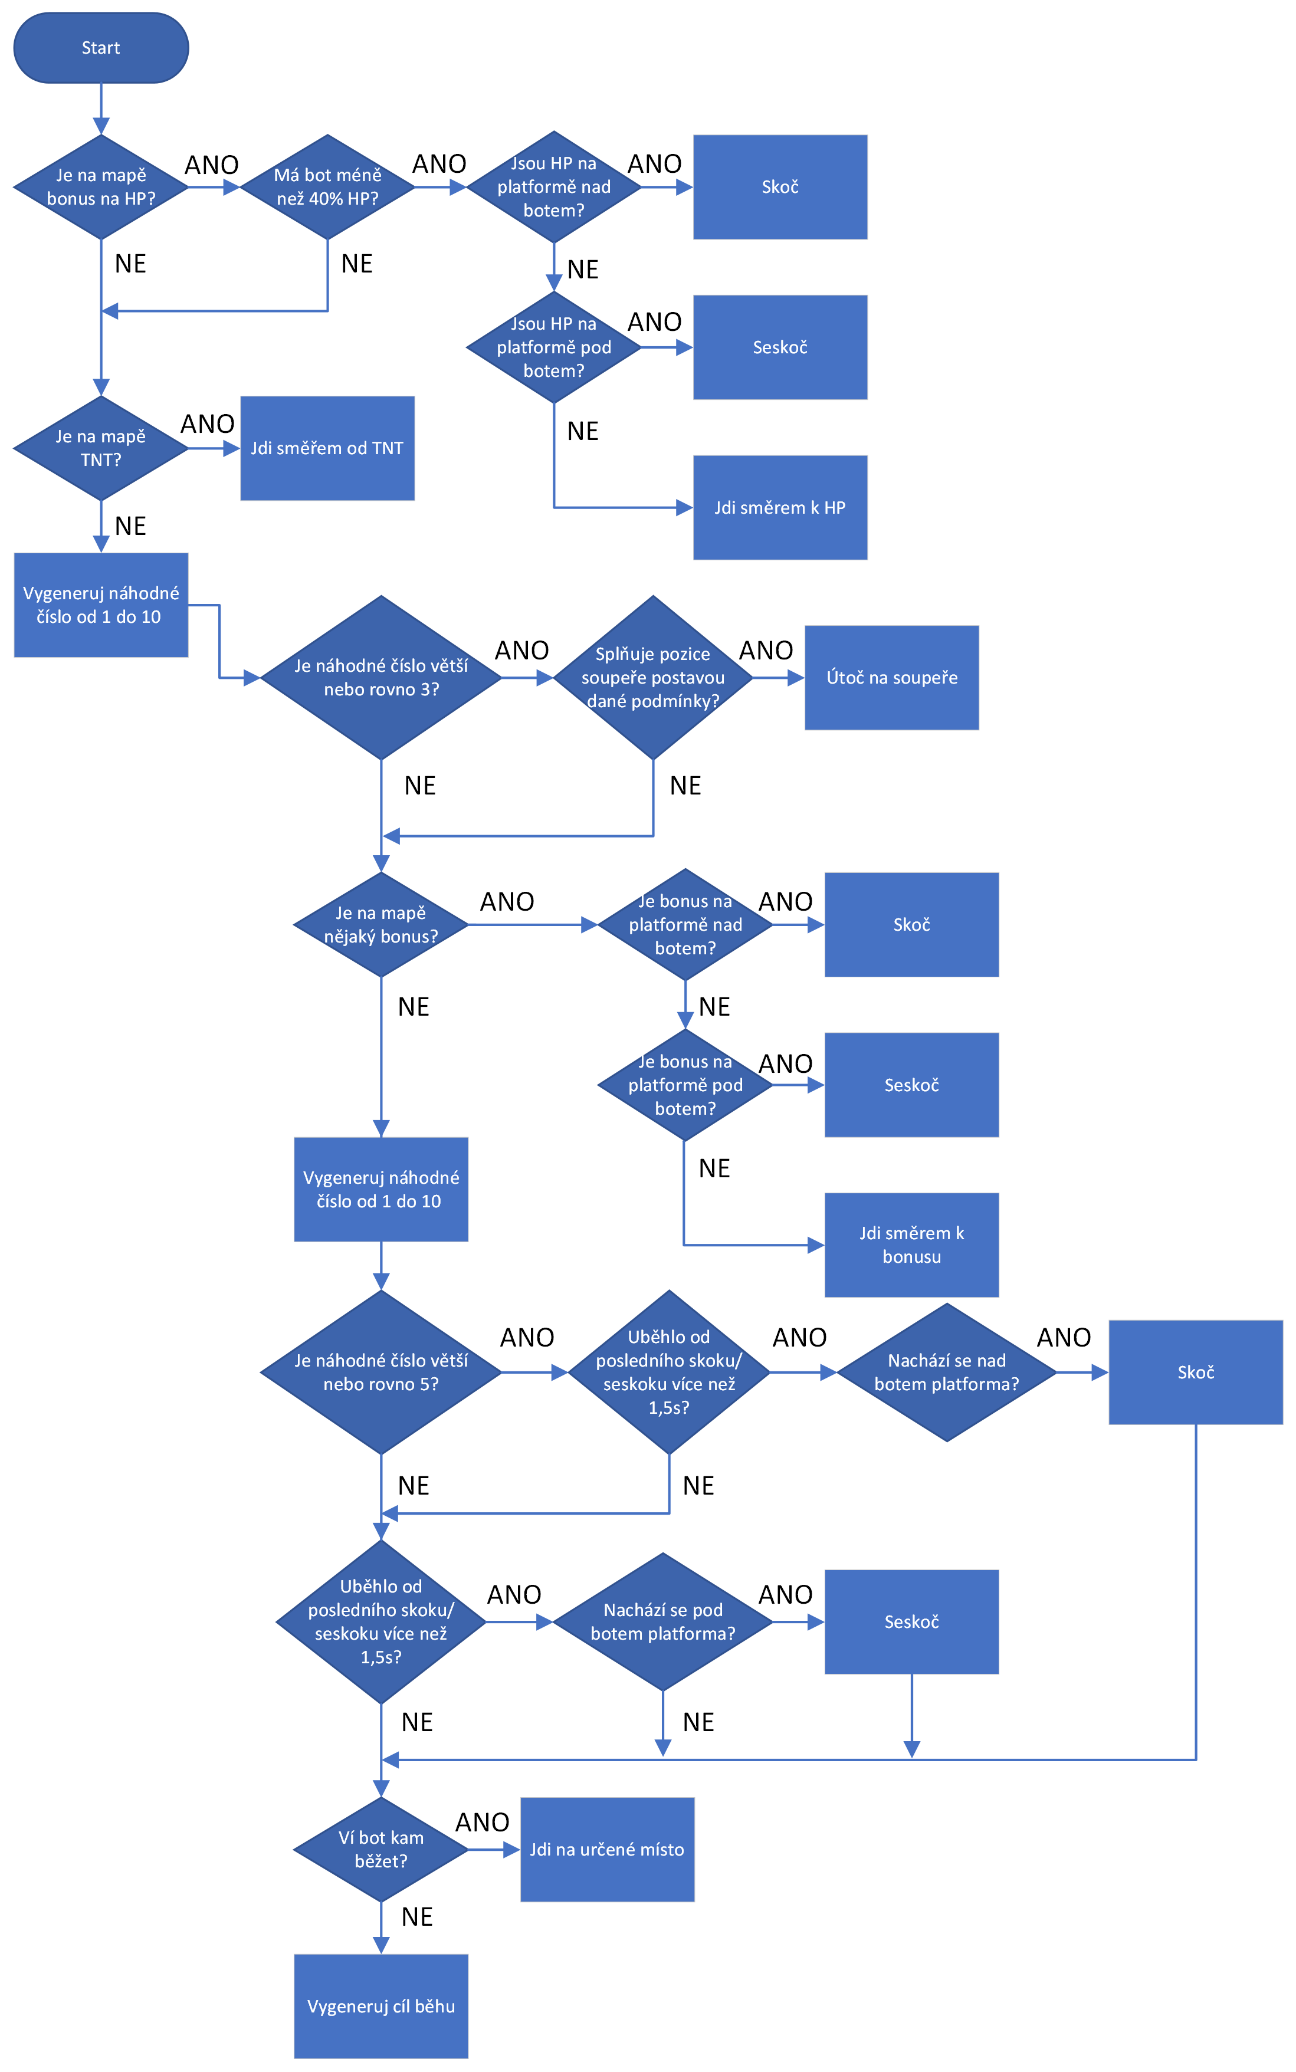 Start
Je na mapě
bonus na HP?
ANO
Má bot méně
než 40% HP?
ANO
Jsou HP na
platformě nad
botem?
ANO
Skoč
NE
NE
NE
Jsou HP na
platformě pod
botem?
ANO
Seskoč
NE
Jdi směrem k HP
Je na mapě
TNT?
ANO
Jdi směřem od TNT
NE
Vygeneruj náhodné
číslo od 1 do 10
Je náhodné číslo větší
nebo rovno 3?
ANO
Splňuje pozice
soupeře postavou
dané podmínky?
ANO
Útoč na soupeře
NE
NE
Je na mapě
nějaký bonus?
ANO
Je bonus na
platformě nad
botem?
ANO
Skoč
NE
NE
Je bonus na
platformě pod
botem?
ANO
Seskoč
NE
Jdi směrem k
bonusu
Vygeneruj náhodné
číslo od 1 do 10
Je náhodné číslo větší
nebo rovno 5?
ANO
Uběhlo od
posledního skoku/
seskoku více než
1,5s?
ANO
Nachází se nad
botem platforma?
ANO
Skoč
NE
NE
Uběhlo od
posledního skoku/
seskoku více než
1,5s?
ANO
Nachází se pod
botem platforma?
ANO
Seskoč
NE
NE
Ví bot kam
běžet?
ANO
Jdi na určené místo
NE
Vygeneruj cíl běhu